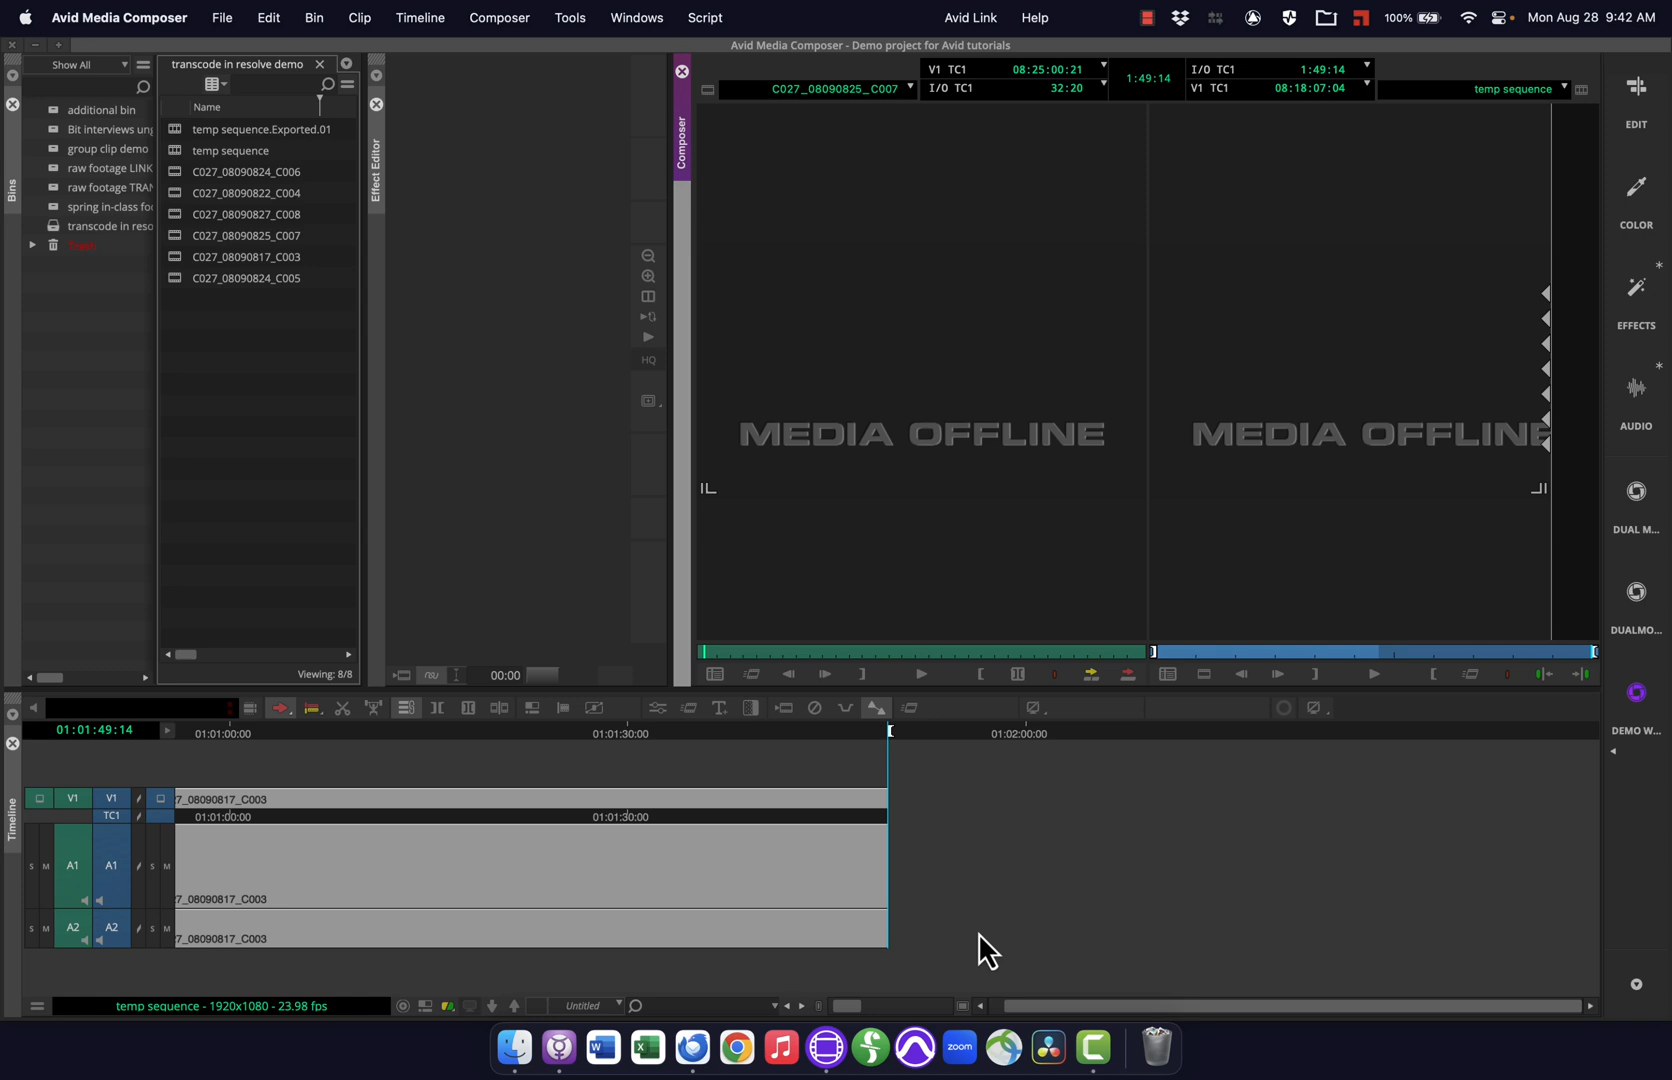 Avid Media Composer File Edit Bin Clip Timeline Composer Tools Windows Script Avid Link Help 100% Mon Aug 28 9:42 AM
Avid Media Composer - Demo project for Avid tutorials
Show All
additional bin
Bit interviews ung
group clip demo
raw footage LINK
raw footage TRAN
spring in-class foo
transcode in reso
Trash
Bins
transcode in resolve demo
Name
temp sequence.Exported.01
temp sequence
C027_08090824_C006
C027_08090822_C004
C027_08090827_C008
C027_08090825_C007
C027_08090817_C003
C027_08090824_C005
Viewing: 8/8
Effect Editor
HQ
00:00
Composer
C027_08090825_C007
V1 TC1 08:25:00:21
I/O TC1 32:20
1:49:14
I/O TC1 1:49:14
V1 TC1 08:18:07:04
temp sequence
MEDIA OFFLINE
MEDIA OFFLINE
EDIT
COLOR
EFFECTS
AUDIO
DUAL M...
DUALMO...
DEMO W...
Timeline
01:01:49:14
01:01:00:00 01:01:30:00 01:02:00:00
V1 V1 7_08090817_C003
TC1 01:01:00:00 01:01:30:00
S M A1 A1 S M
7_08090817_C003
S M A2 A2 S M
7_08090817_C003
temp sequence - 1920x1080 - 23.98 fps
Untitled
zoom